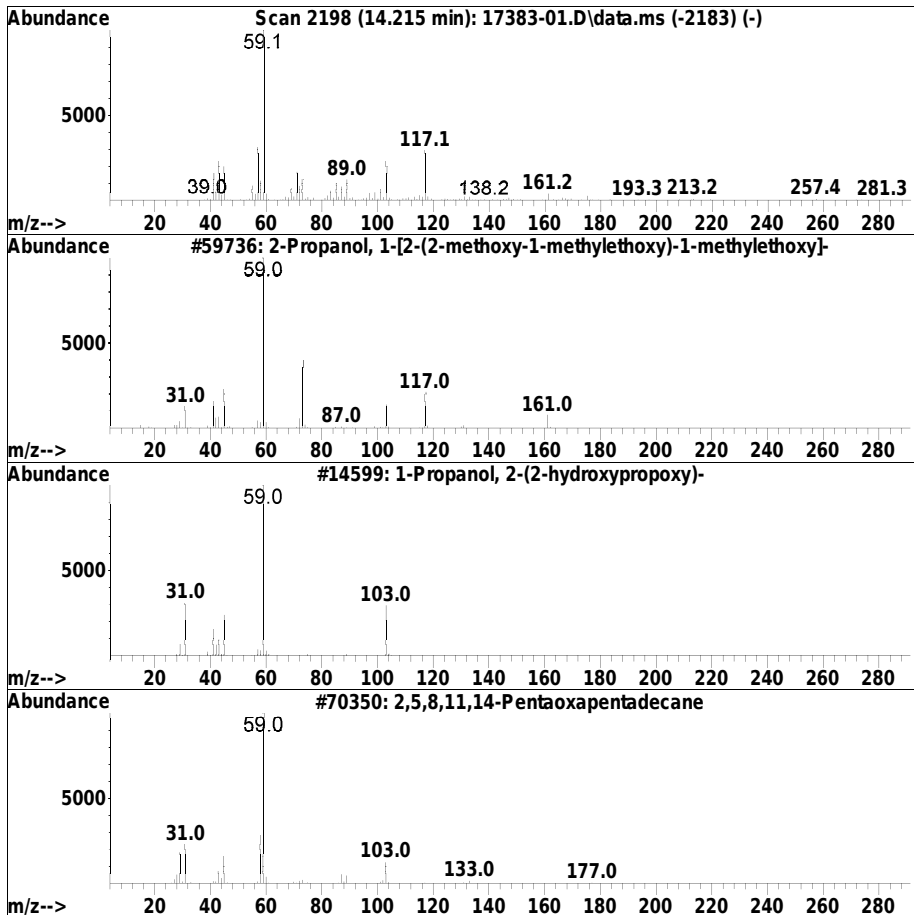 Abundance Scan 2198 (14.215 min): 17383-01.D\data.ms (-2183) (-)
59.1
5000
117.1
89.0
39.0 138.2 161.2 193.3 213.2 257.4 281.3
20 40 60 80 100 120 140 160 180 200 220 240 260 280
m/z-->
Abundance #59736: 2-Propanol, 1-[2-(2-methoxy-1-methylethoxy)-1-methylethoxy]-
59.0
5000
31.0 117.0
87.0 161.0
20 40 60 80 100 120 140 160 180 200 220 240 260 280
m/z-->
Abundance #14599: 1-Propanol, 2-(2-hydroxypropoxy)-
59.0
5000
31.0 103.0
20 40 60 80 100 120 140 160 180 200 220 240 260 280
m/z-->
Abundance #70350: 2,5,8,11,14-Pentaoxapentadecane
59.0
5000
31.0
103.0
133.0 177.0
20 40 60 80 100 120 140 160 180 200 220 240 260 280
m/z-->